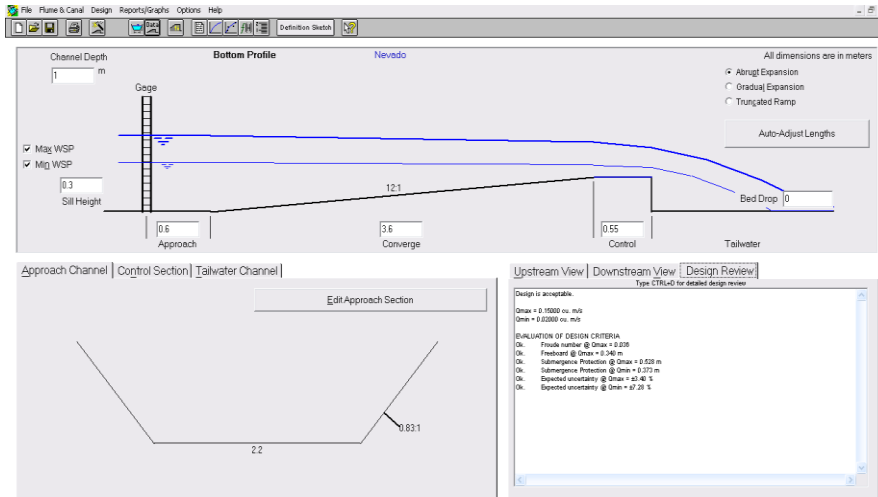 File Flume & Canal Design Reports/Graphs Options Help
Data
Definition Sketch
Channel Depth
Bottom Profile
Nevado
All dimensions are in meters
1 m
Abrupt Expansion
Gradual Expansion
Truncated Ramp
Gage
Auto-Adjust Lengths
Max WSP
Min WSP
0.3
Sill Height
12:1
Bed Drop 0
0.6
3.6
0.55
Approach
Converge
Control
Tailwater
Approach Channel Control Section Tailwater Channel
Edit Approach Section
0.83:1
2.2
Upstream View Downstream View Design Review
Type CTRL+D for detailed design review
Design is acceptable.
Qmax = 0.15000 cu. m/s
Qmin = 0.02000 cu. m/s
EVALUATION OF DESIGN CRITERIA
Ok. Froude number @ Qmax = 0.036
Ok. Freeboard @ Qmax = 0.340 m
Ok. Submergence Protection @ Qmax = 0.528 m
Ok. Submergence Protection @ Qmin = 0.373 m
Ok. Expected uncertainty @ Qmax = ±3.48 %
Ok. Expected uncertainty @ Qmin = ±7.28 %